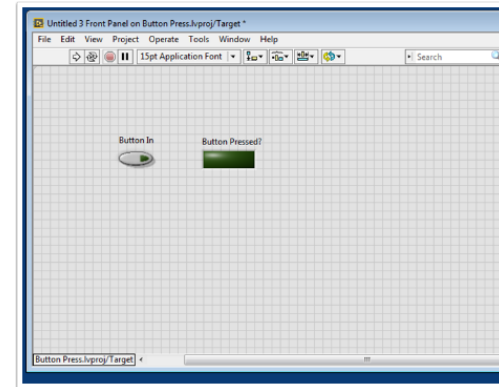 Untitled 3 Front Panel on Button Press.lvproj/Target *
File Edit View Project Operate Tools Window Help
15pt Application Font
Search
Button In
Button Pressed?
Button Press.lvproj/Target